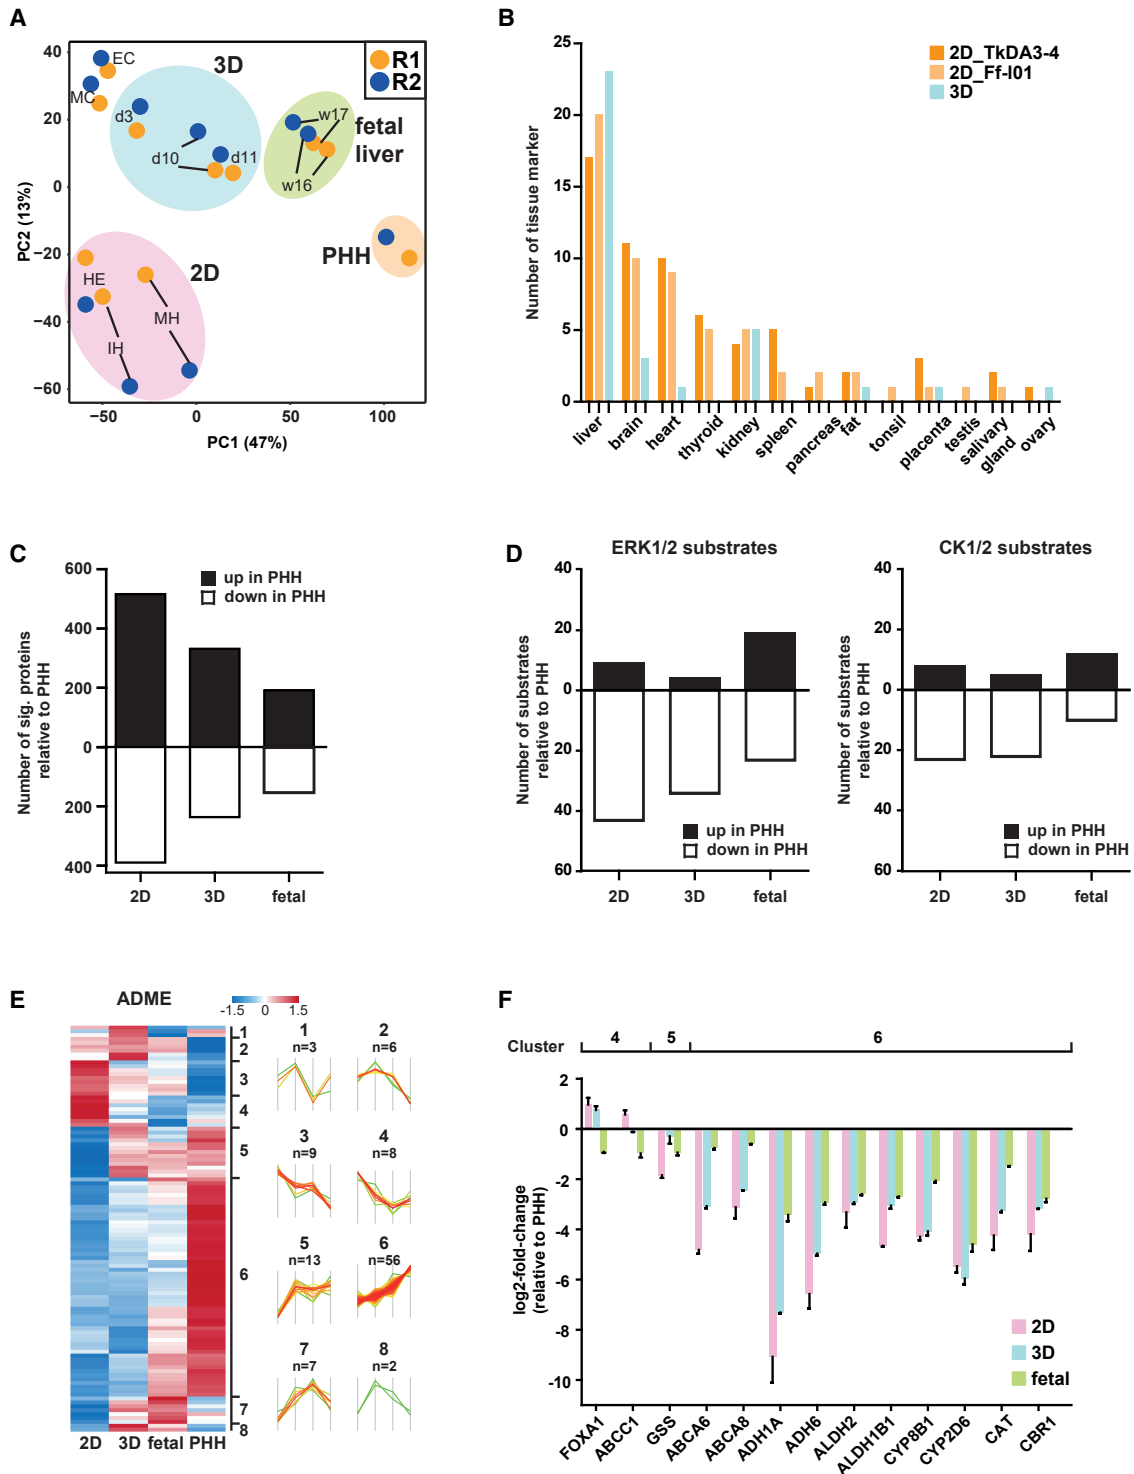 A
40
20
0
−20
−40
−60
PC2 (13%)
−50
0
50
100
PC1 (47%)
EC
MC
3D
d3
d10
d11
R1
R2
w17
w16
fetal
liver
PHH
2D
HE
MH
IH
B
25
20
15
10
5
0
Number of tissue marker
2D_TkDA3-4
2D_Ff-I01
3D
liver
brain
heart
thyroid
kidney
spleen
pancreas
fat
tonsil
placenta
testis
salivary
gland
ovary
C
600
400
200
0
200
400
Number of sig. proteins
relative to PHH
up in PHH
down in PHH
2D
3D
fetal
D
ERK1/2 substrates
40
20
0
20
40
60
Number of substrates
relative to PHH
up in PHH
down in PHH
2D
3D
fetal
CK1/2 substrates
40
20
0
20
40
60
Number of substrates
relative to PHH
up in PHH
down in PHH
2D
3D
fetal
E
ADME
-1.5
0
1.5
1
2
3
4
5
6
7
8
2D
3D
fetal
PHH
1
n=3
2
n=6
3
n=9
4
n=8
5
n=13
6
n=56
7
n=7
8
n=2
F
Cluster
4
5
6
2
0
-2
-4
-6
-8
-10
log2-fold-change
(relative to PHH)
2D
3D
fetal
FOXA1
ABCC1
GSS
ABCA6
ABCA8
ADH1A
ADH6
ALDH2
ALDH1B1
CYP8B1
CYP2D6
CAT
CBR1